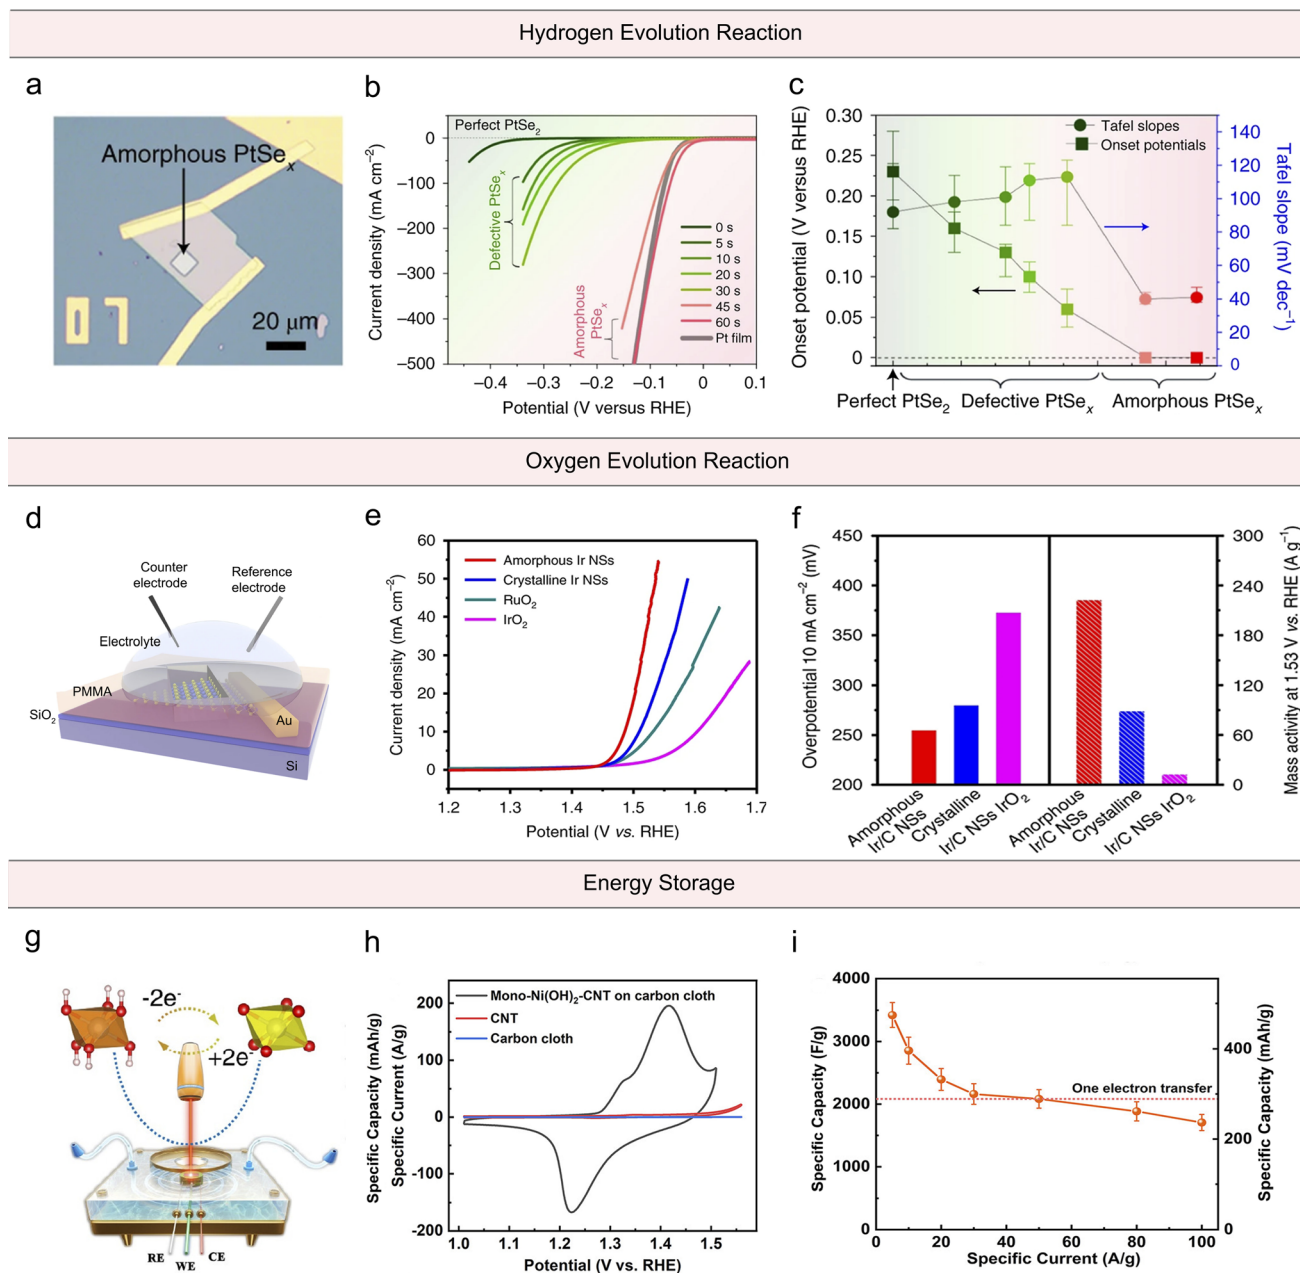 Hydrogen Evolution Reaction
a
Amorphous PtSeₓ
07
20 μm
b
Perfect PtSe₂
Defective PtSeₓ
Amorphous
PtSeₓ
0 s
5 s
10 s
20 s
30 s
45 s
60 s
Pt film
Current density (mA cm⁻²)
0
−100
−200
−300
−400
−500
−0.4
−0.3
−0.2
−0.1
0
0.1
Potential (V versus RHE)
c
Tafel slopes
Onset potentials
Onset potential (V versus RHE)
0.30
0.25
0.20
0.15
0.10
0.05
0
Tafel slope (mV dec⁻¹)
140
120
100
80
60
40
20
0
Perfect PtSe₂
Defective PtSeₓ
Amorphous PtSeₓ
Oxygen Evolution Reaction
d
Counter
electrode
Reference
electrode
Electrolyte
PMMA
SiO₂
Au
Si
e
Amorphous Ir NSs
Crystalline Ir NSs
RuO₂
IrO₂
Current density (mA cm⁻²)
60
50
40
30
20
10
0
1.2
1.3
1.4
1.5
1.6
1.7
Potential (V vs. RHE)
f
Overpotential 10 mA cm⁻² (mV)
450
425
400
375
350
325
300
275
250
225
200
Mass activity at 1.53 V vs. RHE (A g⁻¹)
300
240
180
120
60
0
Amorphous
Ir/C NSs
Crystalline
Ir/C NSs
IrO₂
Amorphous
Ir/C NSs
Crystalline
Ir/C NSs
IrO₂
Energy Storage
g
-2e⁻
+2e⁻
RE
WE
CE
h
Mono-Ni(OH)₂-CNT on carbon cloth
CNT
Carbon cloth
Specific Capacity (mAh/g)
Specific Current (A/g)
200
100
0
-100
-200
1.0
1.1
1.2
1.3
1.4
1.5
Potential (V vs. RHE)
i
One electron transfer
Specific Capacity (F/g)
4000
3000
2000
1000
0
Specific Capacity (mAh/g)
400
200
0
0
20
40
60
80
100
Specific Current (A/g)